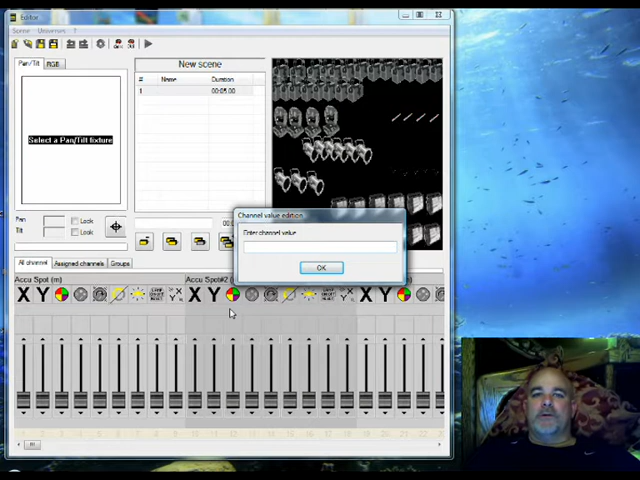 Editor
Scene Universes ?
Pan/Tilt RGB
New scene
# Name Duration
1 00:05.00
Select a Pan/Tilt fixture
Pan Lock
Tilt Lock
Channel value edition
Enter channel value
OK
All channel Assigned channels Groups
Accu Spot (m) Accu Spot#2
X Y X Y X Y